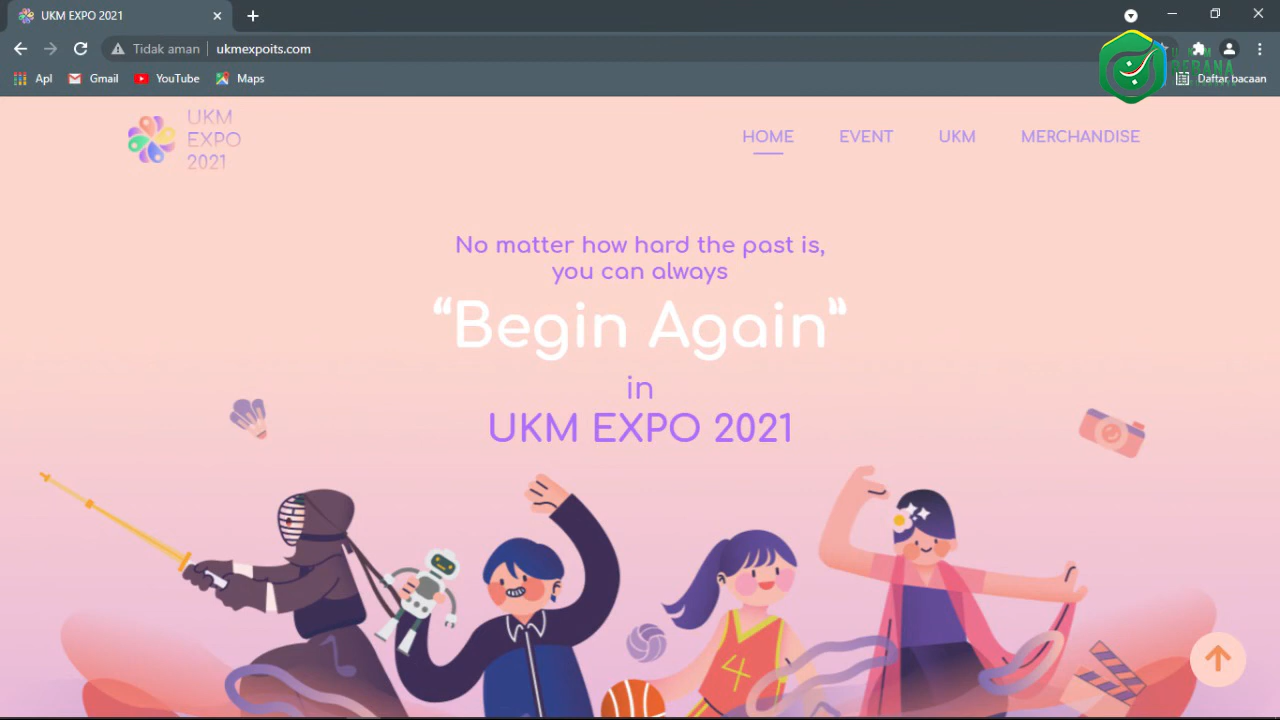 UKM EXPO 2021
Tidak aman
ukmexpoits.com
Apl
Gmail
YouTube
Maps
Daftar bacaan
UKM
EXPO
2021
HOME
EVENT
UKM
MERCHANDISE
No matter how hard the past is,
you can always
“Begin Again”
in
UKM EXPO 2021
4